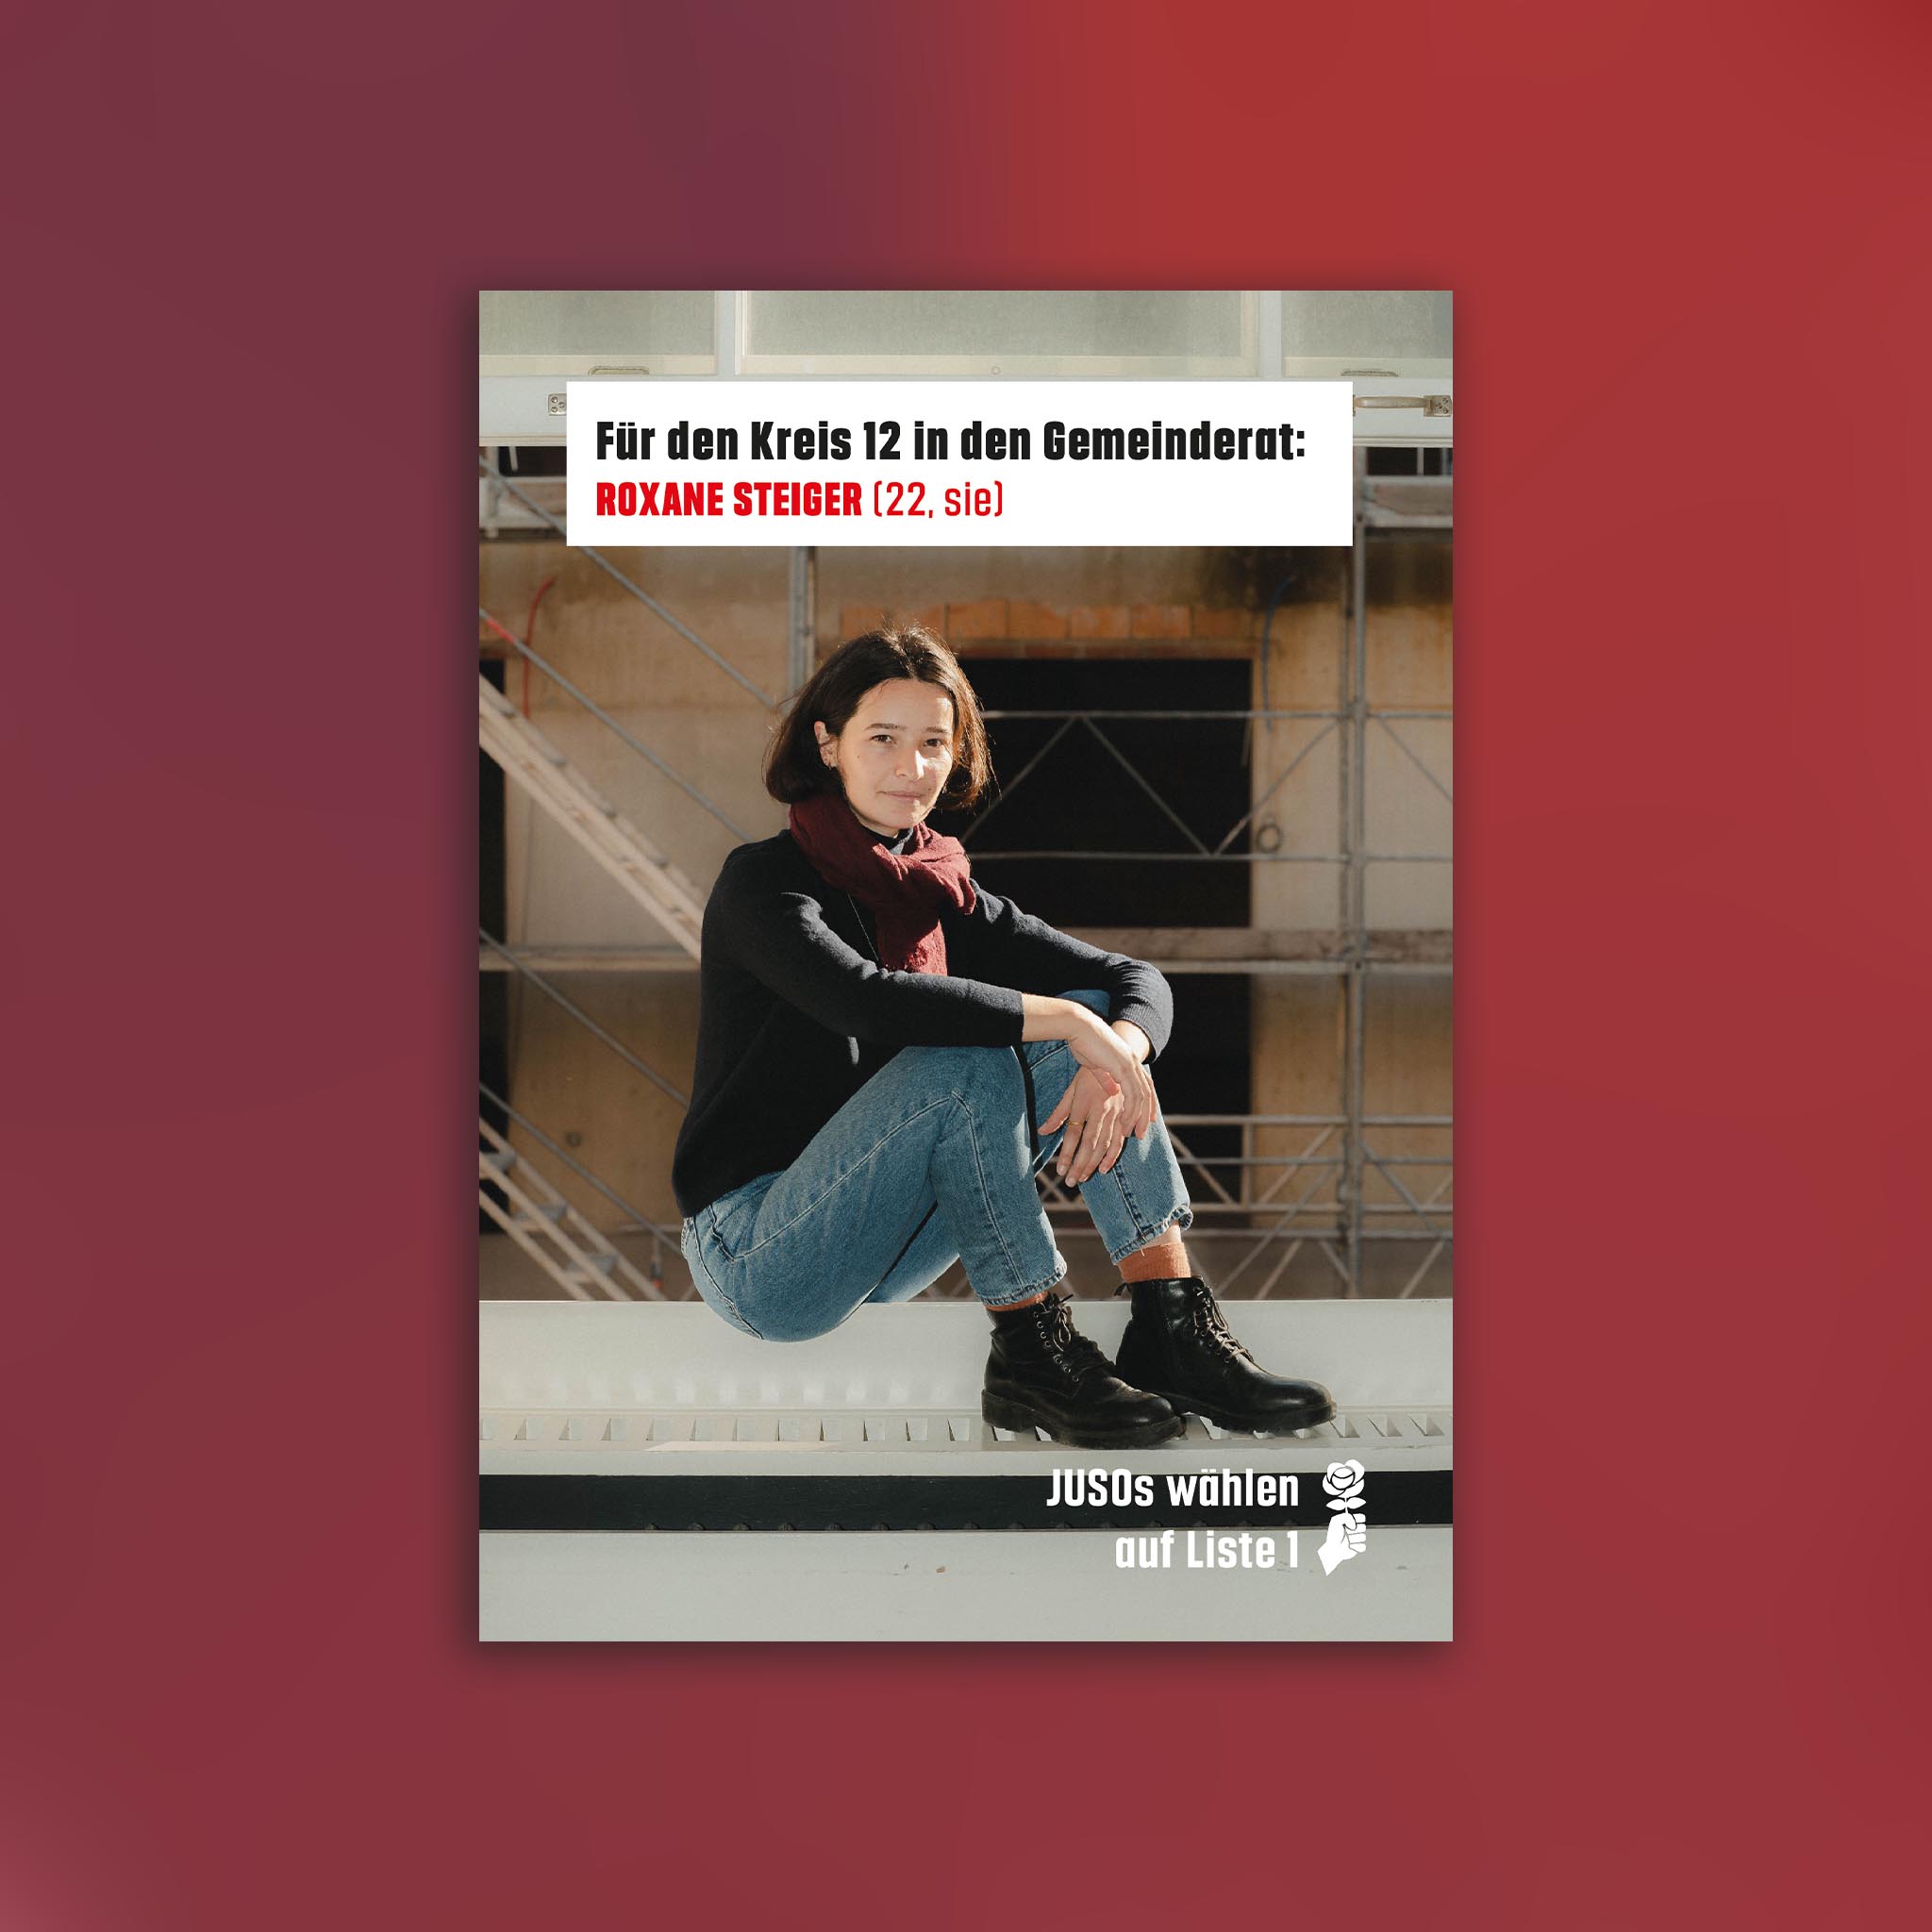 Für den Kreis 12 in den Gemeinderat:
ROXANE STEIGER (22, sie)
JUSOs wählen
auf Liste 1